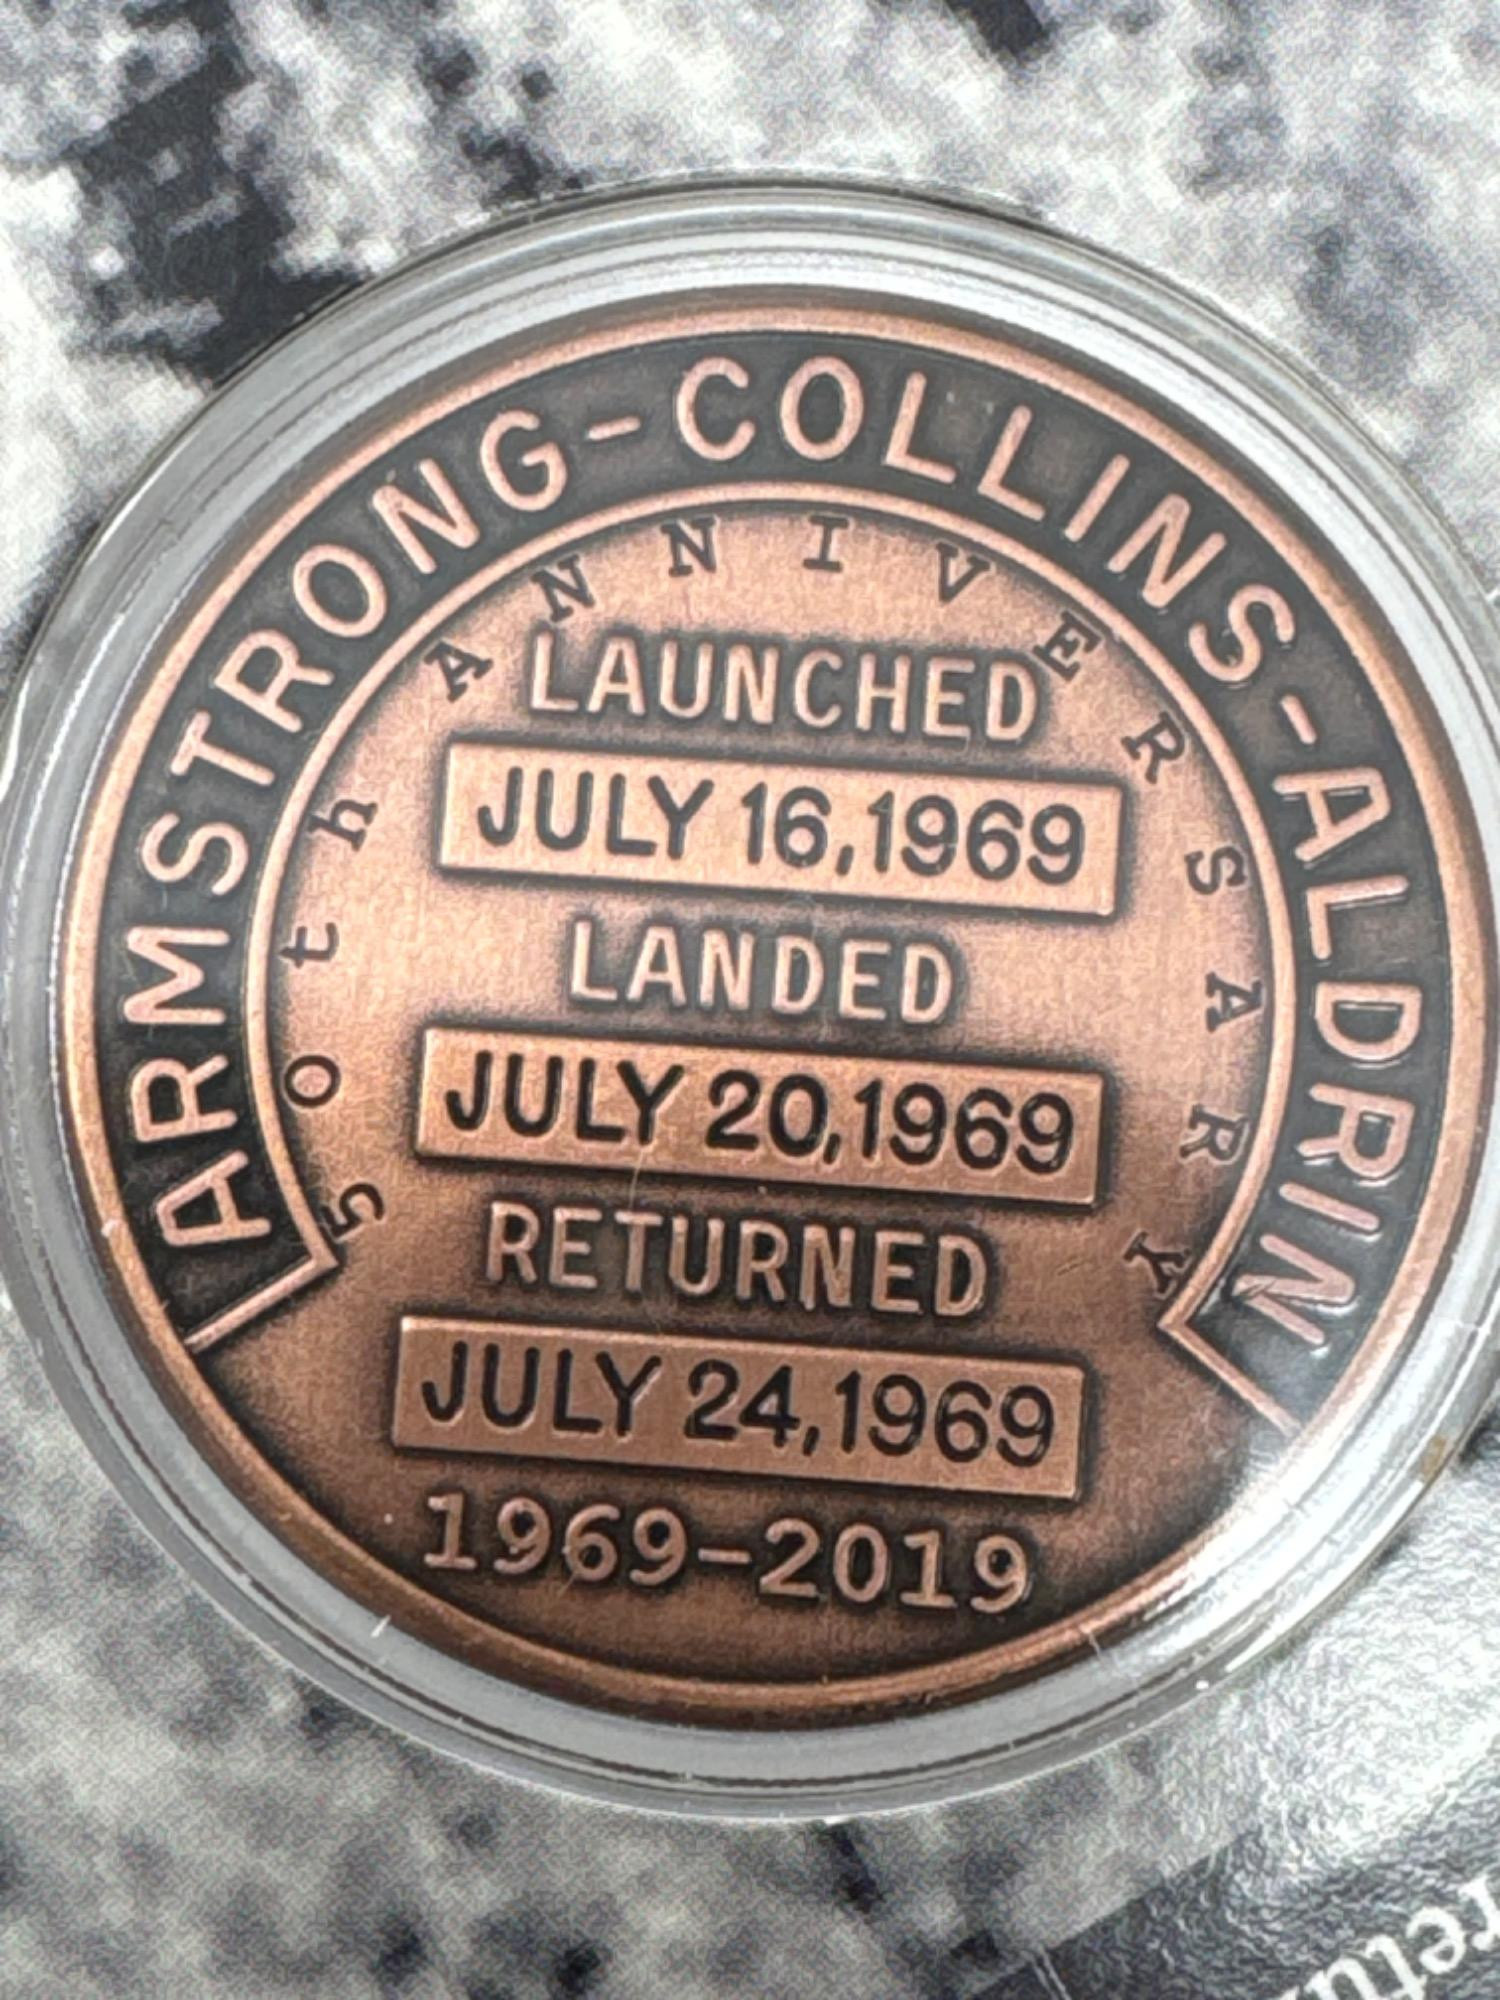 ARMSTRONG-COLLINS-ALDRIN
50th ANNIVERSARY
LAUNCHED
JULY 16,1969
LANDED
JULY 20,1969
RETURNED
JULY 24,1969
1969-2019